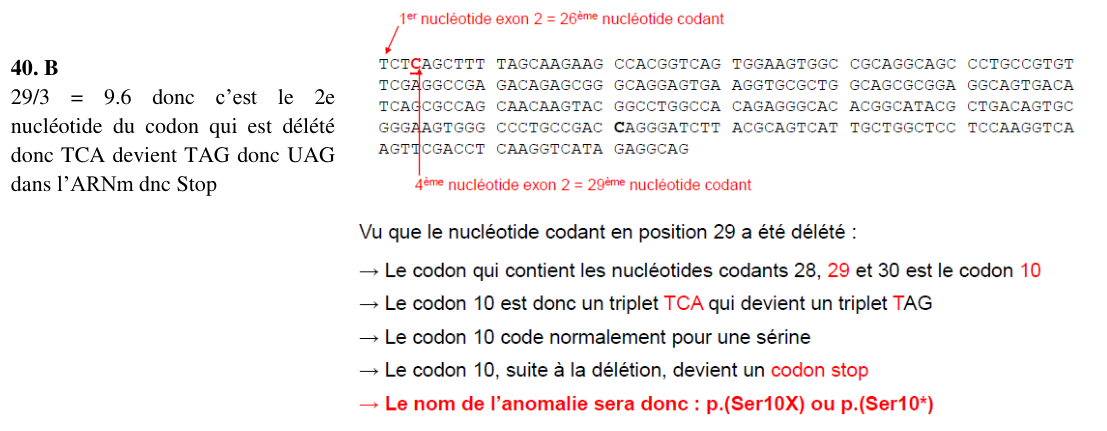 40. B
29/3 = 9.6 donc c'est le 2e
nucléotide du codon qui est délété
donc TCA devient TAG donc UAG
dans l'ARNm dnc Stop
1er nucléotide exon 2 = 26ème nucléotide codant
TCTCAGCTTT TAGCAAGAAG CCACGGTCAG TGGAAGTGGC CGCAGGCAGC CCTGCCGTGT
TCGAGGCCGA GACAGAGCGG GCAGGAGTGA AGGTGCGCTG GCAGCGCGGA GGCAGTGACA
TCAGCGCCAG CAACAAGTAC GGCCTGGCCA CAGAGGGCAC ACGGCATACG CTGACAGTGC
GGGAAGTGGG CCCTGCCGAC CAGGGATCTT ACGCAGTCAT TGCTGGCTCC TCCAAGGTCA
AGTTCGACCT CAAGGTCATA GAGGCAG
4ème nucléotide exon 2 = 29ème nucléotide codant
Vu que le nucléotide codant en position 29 a été délété :
→ Le codon qui contient les nucléotides codants 28, 29 et 30 est le codon 10
→ Le codon 10 est donc un triplet TCA qui devient un triplet TAG
→ Le codon 10 code normalement pour une sérine
→ Le codon 10, suite à la délétion, devient un codon stop
→ Le nom de l'anomalie sera donc : p.(Ser10X) ou p.(Ser10*)